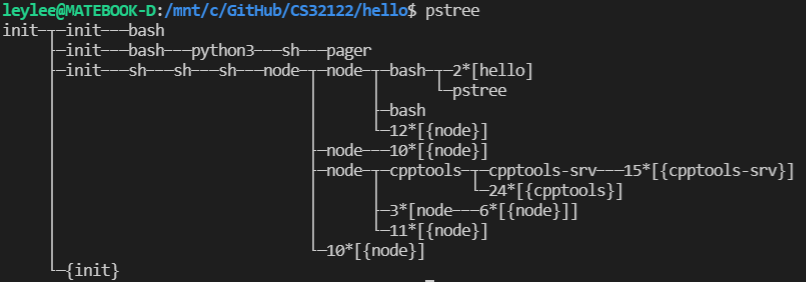 leylee@MATEBOOK-D:/mnt/c/GitHub/CS32122/hello$ pstree
init─┬─init───bash
     ├─init───bash───python3───sh───pager
     ├─init───sh───sh───sh───node─┬─node─┬─bash─┬─2*[hello]
     │                            │      │      └─pstree
     │                            │      ├─bash
     │                            │      └─12*[{node}]
     │                            ├─node───10*[{node}]
     │                            ├─node─┬─cpptools─┬─cpptools-srv───15*[{cpptools-srv}]
     │                            │      │          └─24*[{cpptools}]
     │                            │      ├─3*[node───6*[{node}]]
     │                            │      └─11*[{node}]
     │                            └─10*[{node}]
     └─{init}